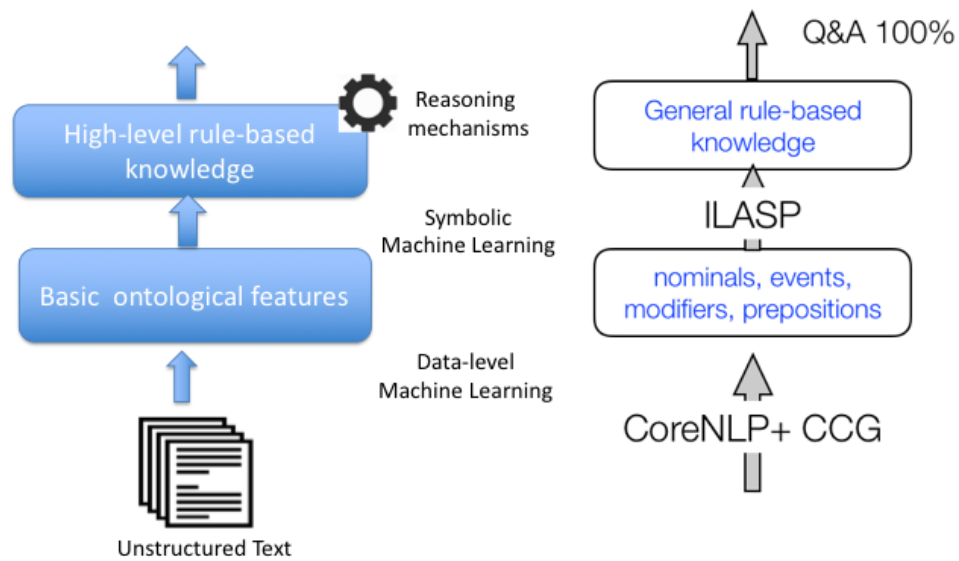 Q&A 100%
High-level rule-based
knowledge
Reasoning
mechanisms
General rule-based
knowledge
Symbolic
Machine Learning
ILASP
Basic ontological features
nominals, events,
modifiers, prepositions
Data-level
Machine Learning
CoreNLP+ CCG
Unstructured Text